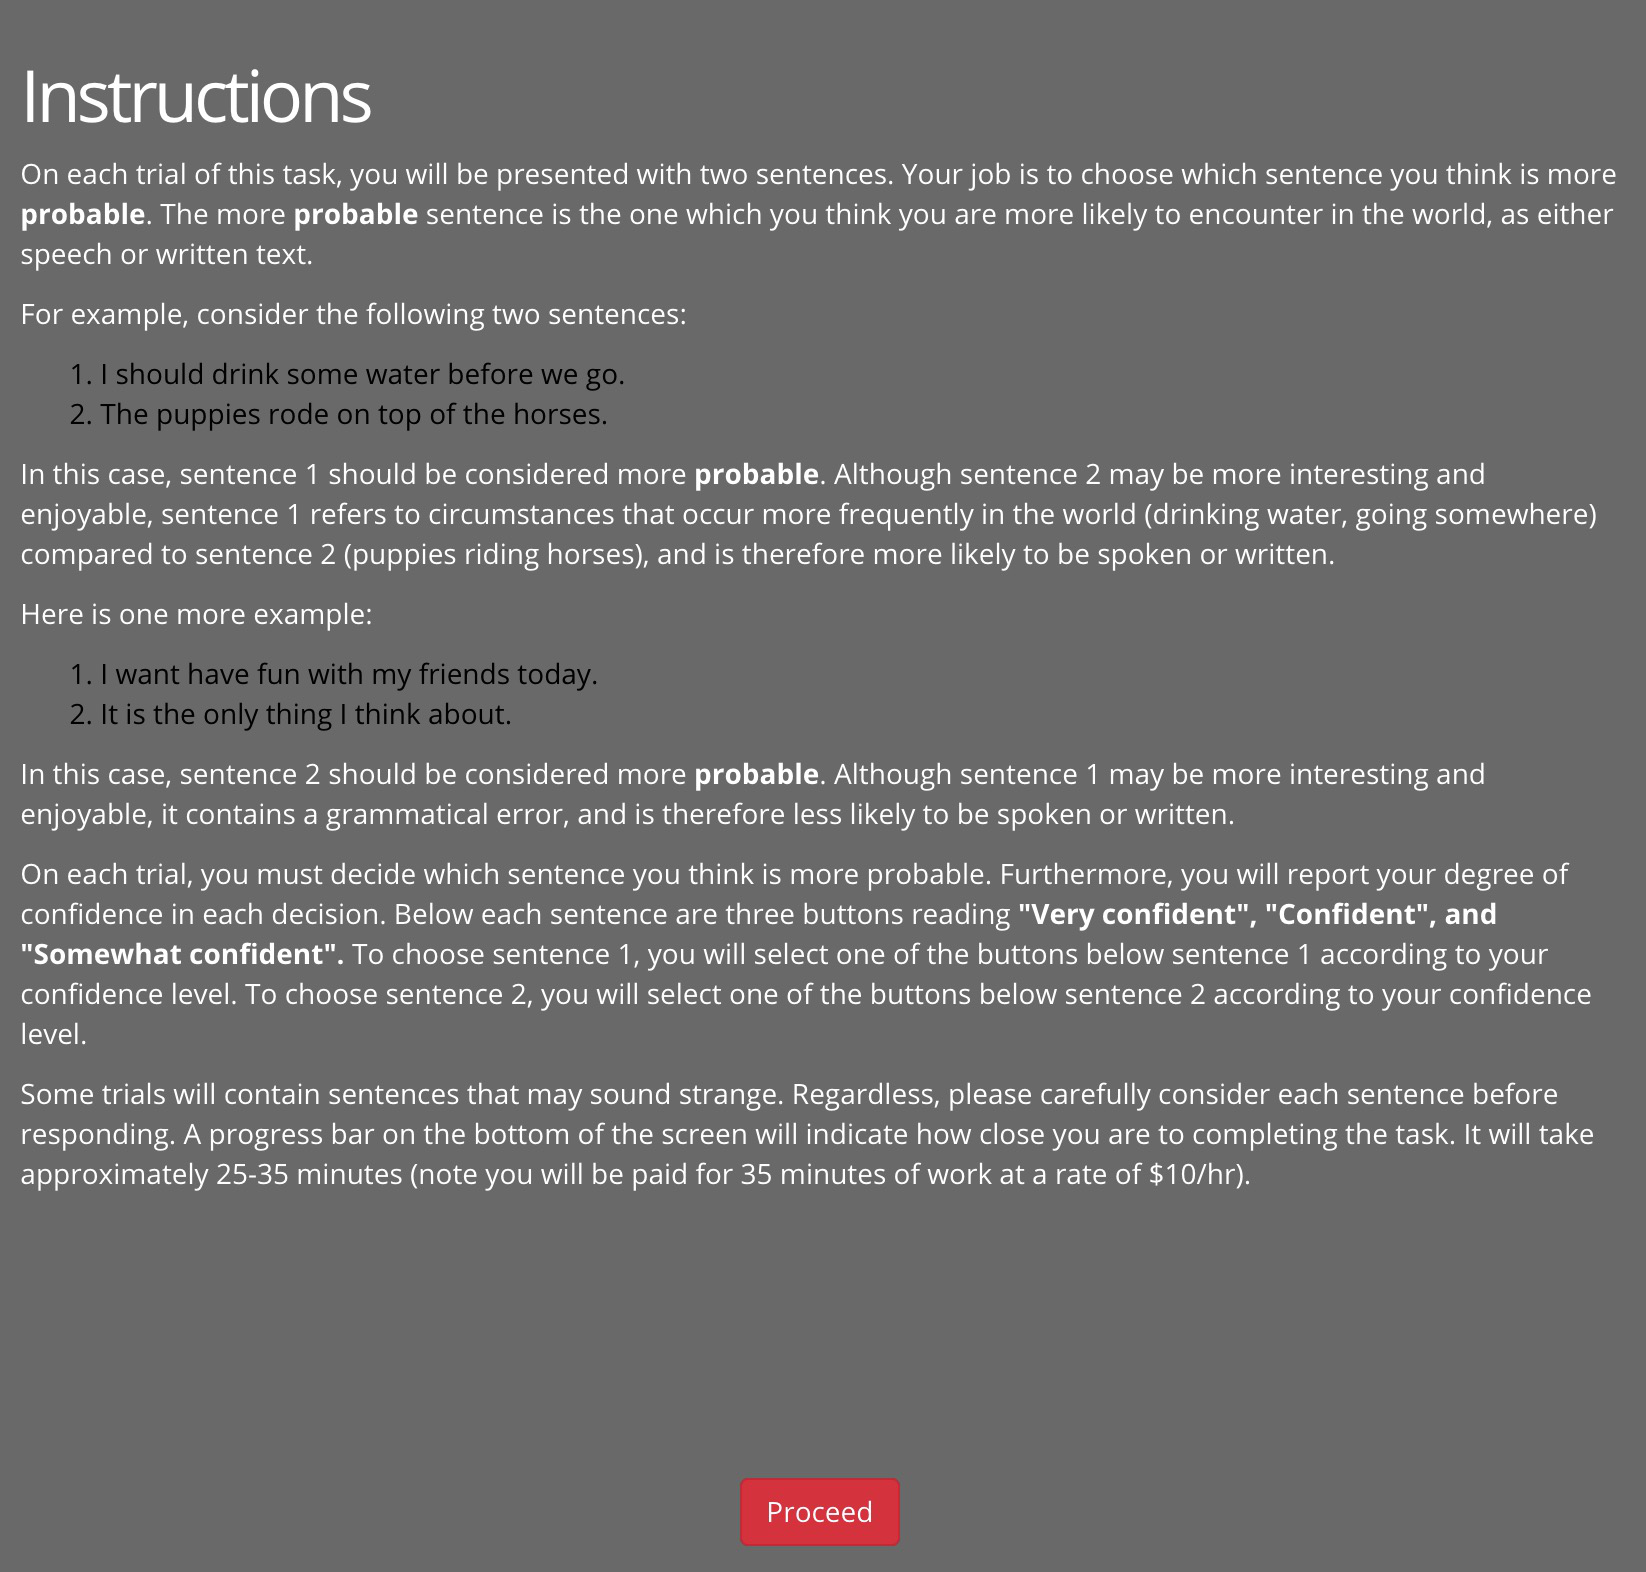 Instructions
On each trial of this task, you will be presented with two sentences. Your job is to choose which sentence you think is more
probable. The more probable sentence is the one which you think you are more likely to encounter in the world, as either
speech or written text.
For example, consider the following two sentences:
1. I should drink some water before we go.
2. The puppies rode on top of the horses.
In this case, sentence 1 should be considered more probable. Although sentence 2 may be more interesting and
enjoyable, sentence 1 refers to circumstances that occur more frequently in the world (drinking water, going somewhere)
compared to sentence 2 (puppies riding horses), and is therefore more likely to be spoken or written.
Here is one more example:
1. I want have fun with my friends today.
2. It is the only thing I think about.
In this case, sentence 2 should be considered more probable. Although sentence 1 may be more interesting and
enjoyable, it contains a grammatical error, and is therefore less likely to be spoken or written.
On each trial, you must decide which sentence you think is more probable. Furthermore, you will report your degree of
confidence in each decision. Below each sentence are three buttons reading "Very confident", "Confident", and
"Somewhat confident". To choose sentence 1, you will select one of the buttons below sentence 1 according to your
confidence level. To choose sentence 2, you will select one of the buttons below sentence 2 according to your confidence
level.
Some trials will contain sentences that may sound strange. Regardless, please carefully consider each sentence before
responding. A progress bar on the bottom of the screen will indicate how close you are to completing the task. It will take
approximately 25-35 minutes (note you will be paid for 35 minutes of work at a rate of $10/hr).
Proceed